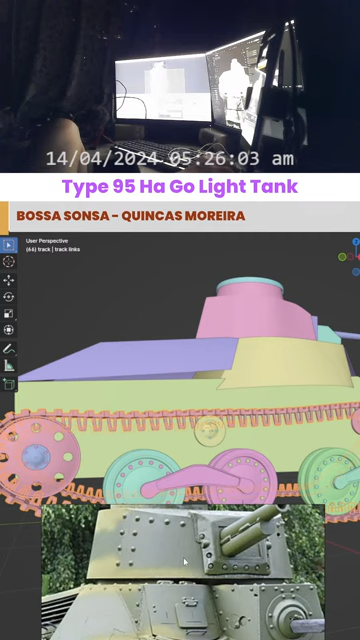 14/04/2024 05:26:03 am
Type 95 Ha Go Light Tank
BOSSA SONSA - QUINCAS MOREIRA
User Perspective
(66) track | track links